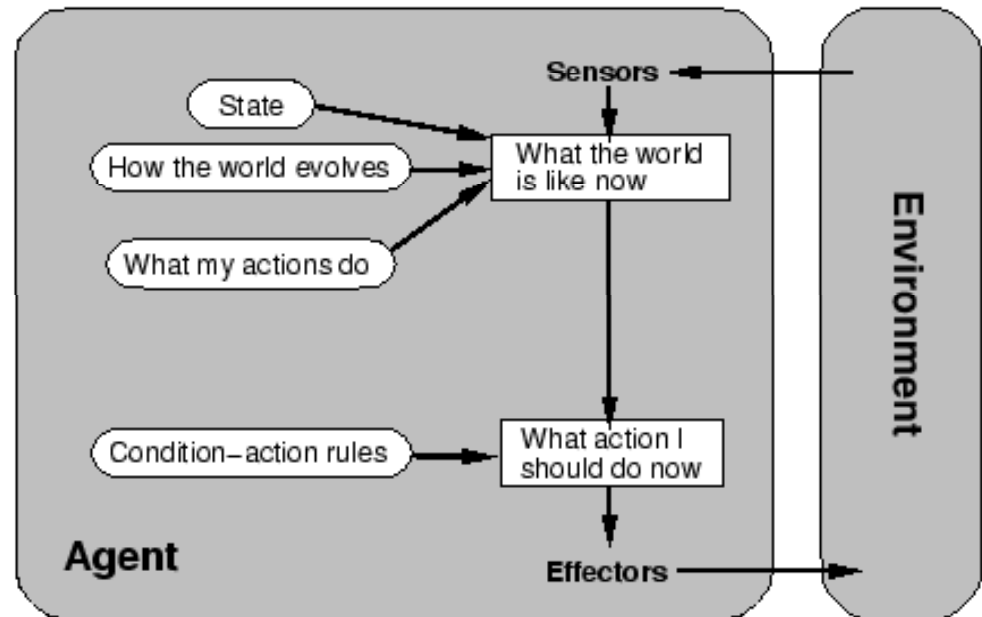 Sensors
State
What the world
is like now
How the world evolves
What my actions do
Environment
Condition–action rules
What action I
should do now
Agent
Effectors